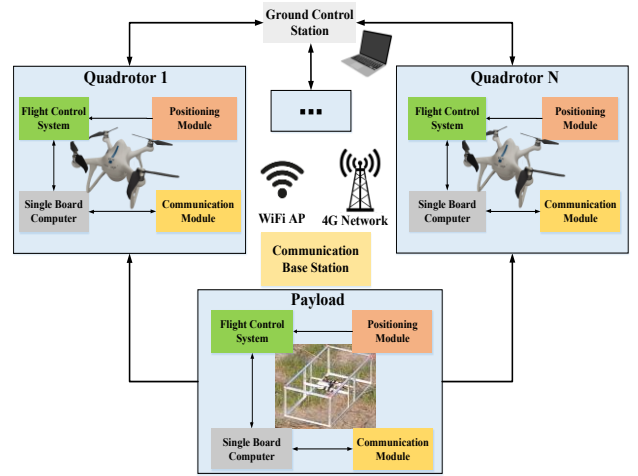 Ground Control
Station
Quadrotor 1
Flight Control
System
Positioning
Module
Single Board
Computer
Communication
Module
...
WiFi AP
4G Network
Communication
Base Station
Quadrotor N
Flight Control
System
Positioning
Module
Single Board
Computer
Communication
Module
Payload
Flight Control
System
Positioning
Module
Single Board
Computer
Communication
Module